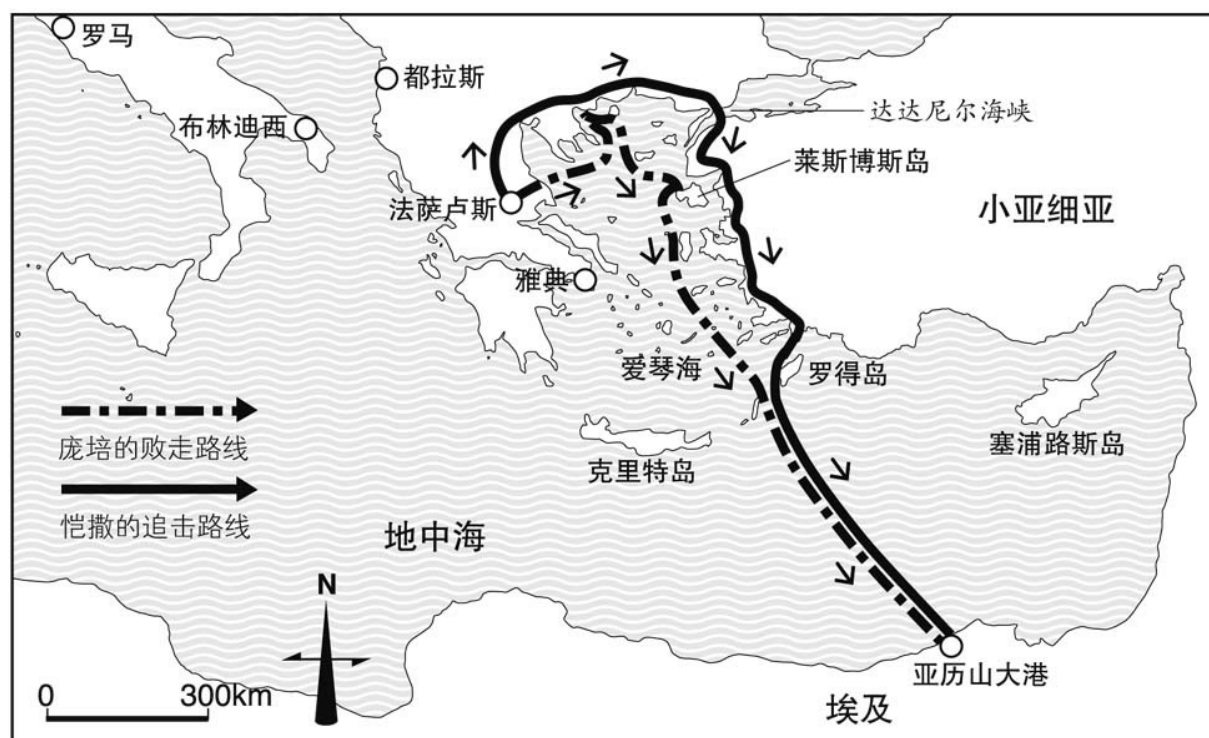 罗马
都拉斯
布林迪西
达达尼尔海峡
莱斯博斯岛
法萨卢斯
小亚细亚
雅典
爱琴海
罗得岛
庞培的败走路线
克里特岛
塞浦路斯岛
恺撒的追击路线
地中海
N
亚历山大港
0 300km
埃及